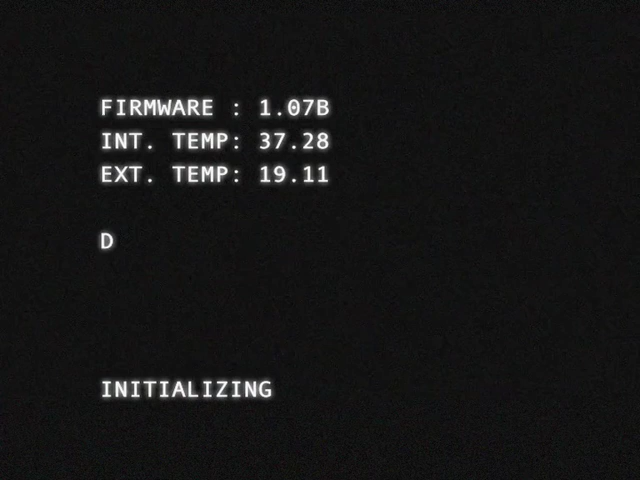 FIRMWARE : 1.07B
INT. TEMP: 37.28
EXT. TEMP: 19.11
D
INITIALIZING